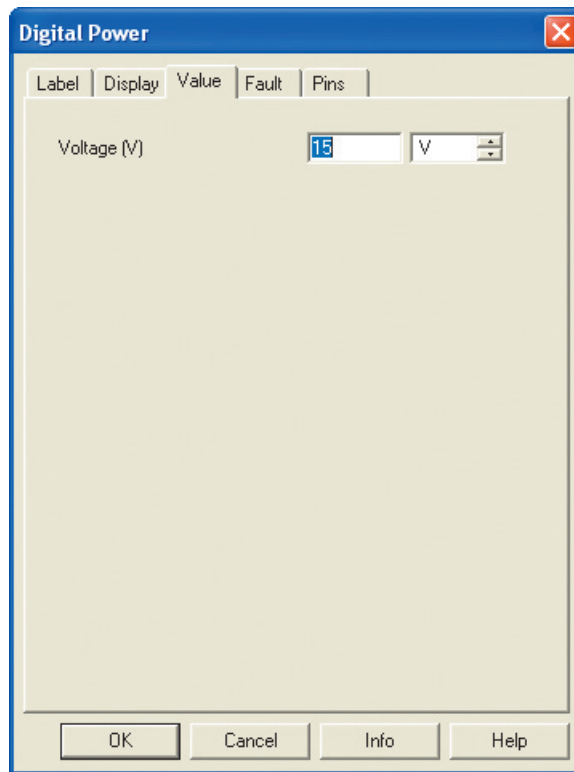 Digital Power
Label Display Value Fault Pins
Voltage (V) 15 V
OK Cancel Info Help